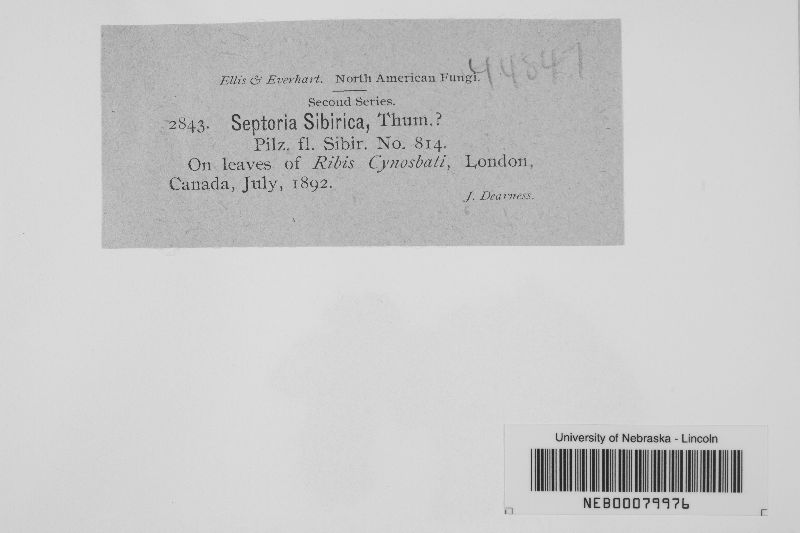 44847
Ellis & Everhart. North American Fungi.
Second Series.
2843. Septoria Sibirica, Thum.?
Pilz. fl. Sibir. No. 814.
On leaves of Ribis Cynosbati, London,
Canada, July, 1892.
J. Dearness.
University of Nebraska - Lincoln
NEB00079976